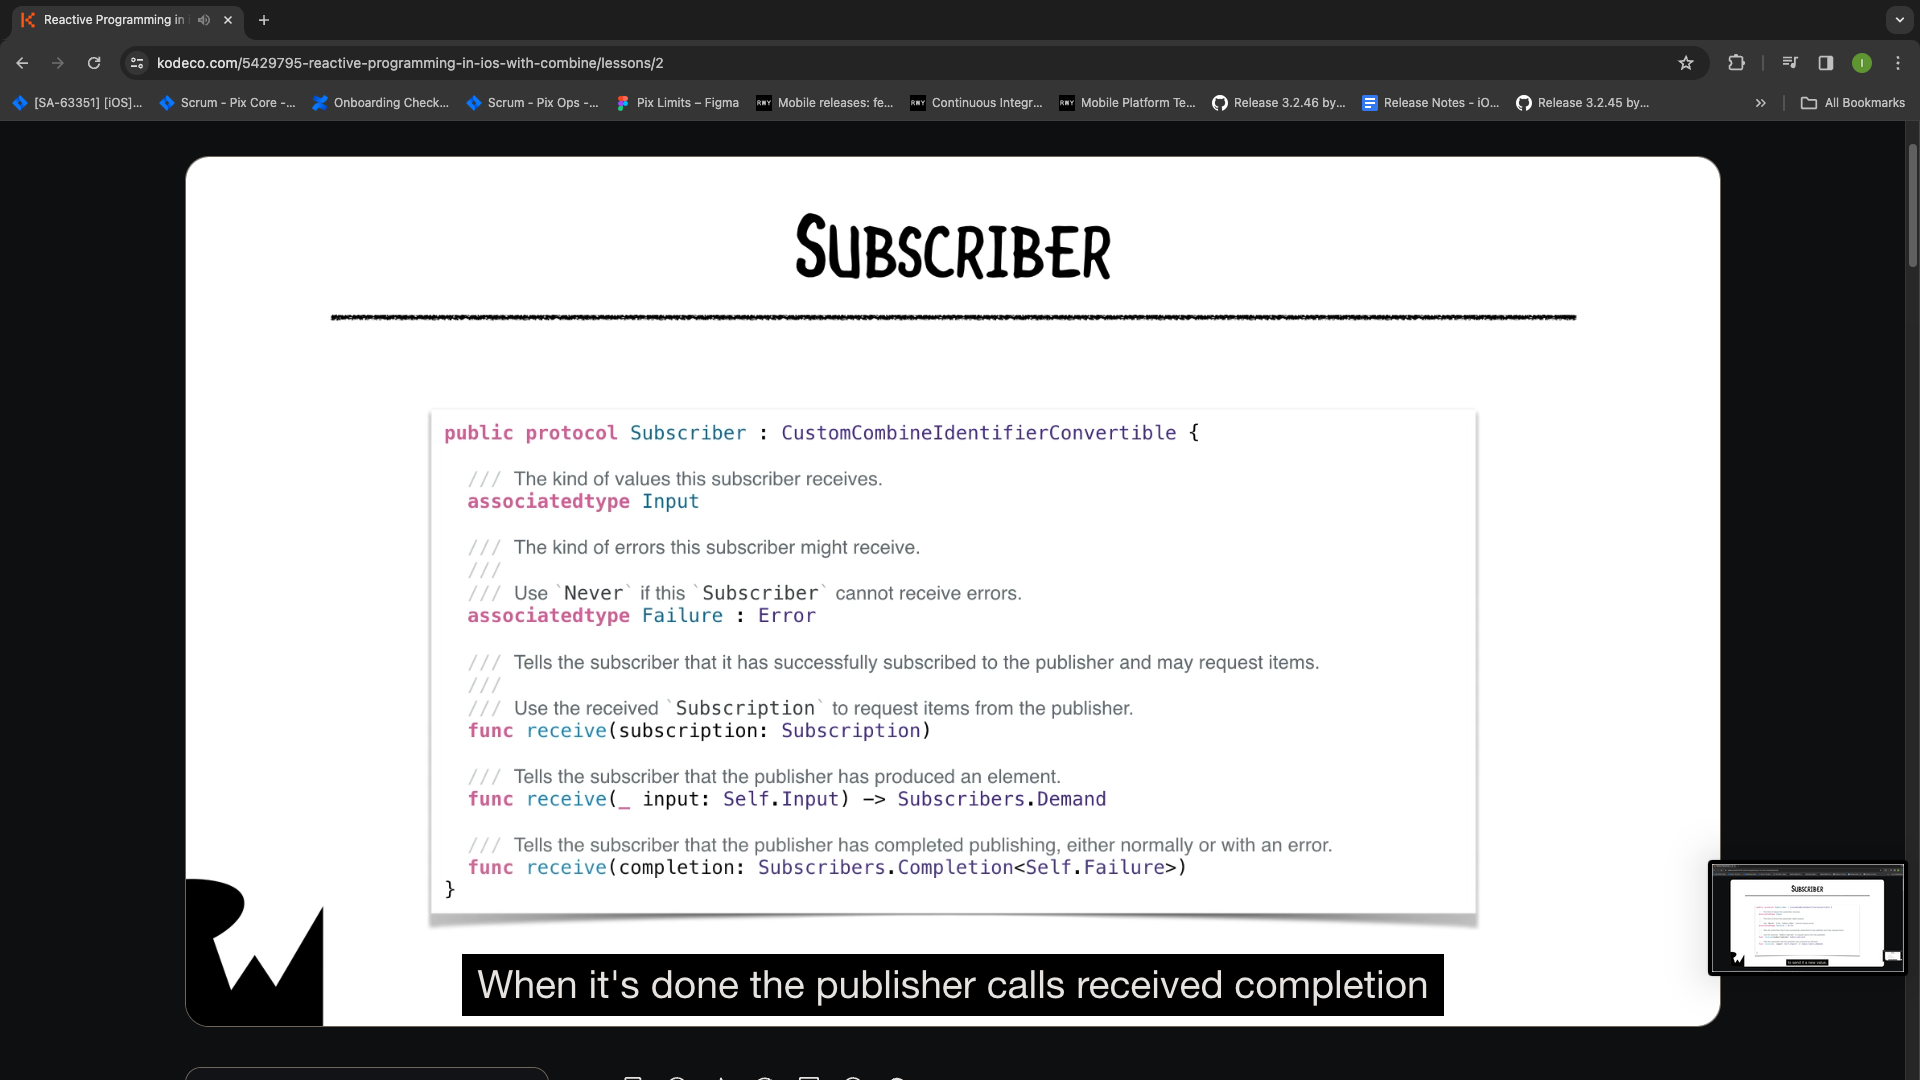 Reactive Programming in
kodeco.com/5429795-reactive-programming-in-ios-with-combine/lessons/2
I
[SA-63351] [iOS]...
Scrum - Pix Core -...
Onboarding Check...
Scrum - Pix Ops -...
Pix Limits – Figma
Mobile releases: fe...
Continuous Integr...
Mobile Platform Te...
Release 3.2.46 by...
Release Notes - iO...
Release 3.2.45 by...
All Bookmarks
SUBSCRIBER
public protocol Subscriber : CustomCombineIdentifierConvertible {
/// The kind of values this subscriber receives.
associatedtype Input
/// The kind of errors this subscriber might receive.
///
/// Use `Never` if this `Subscriber` cannot receive errors.
associatedtype Failure : Error
/// Tells the subscriber that it has successfully subscribed to the publisher and may request items.
///
/// Use the received `Subscription` to request items from the publisher.
func receive(subscription: Subscription)
/// Tells the subscriber that the publisher has produced an element.
func receive(_ input: Self.Input) -> Subscribers.Demand
/// Tells the subscriber that the publisher has completed publishing, either normally or with an error.
func receive(completion: Subscribers.Completion<Self.Failure>)
}
When it's done the publisher calls received completion
SUBSCRIBER